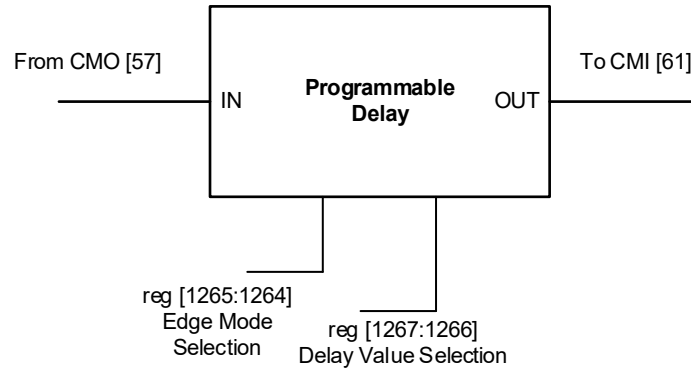 From CMO [57]
IN
Programmable
Delay
OUT
To CMI [61]
reg [1265:1264]
Edge Mode
Selection
reg [1267:1266]
Delay Value Selection